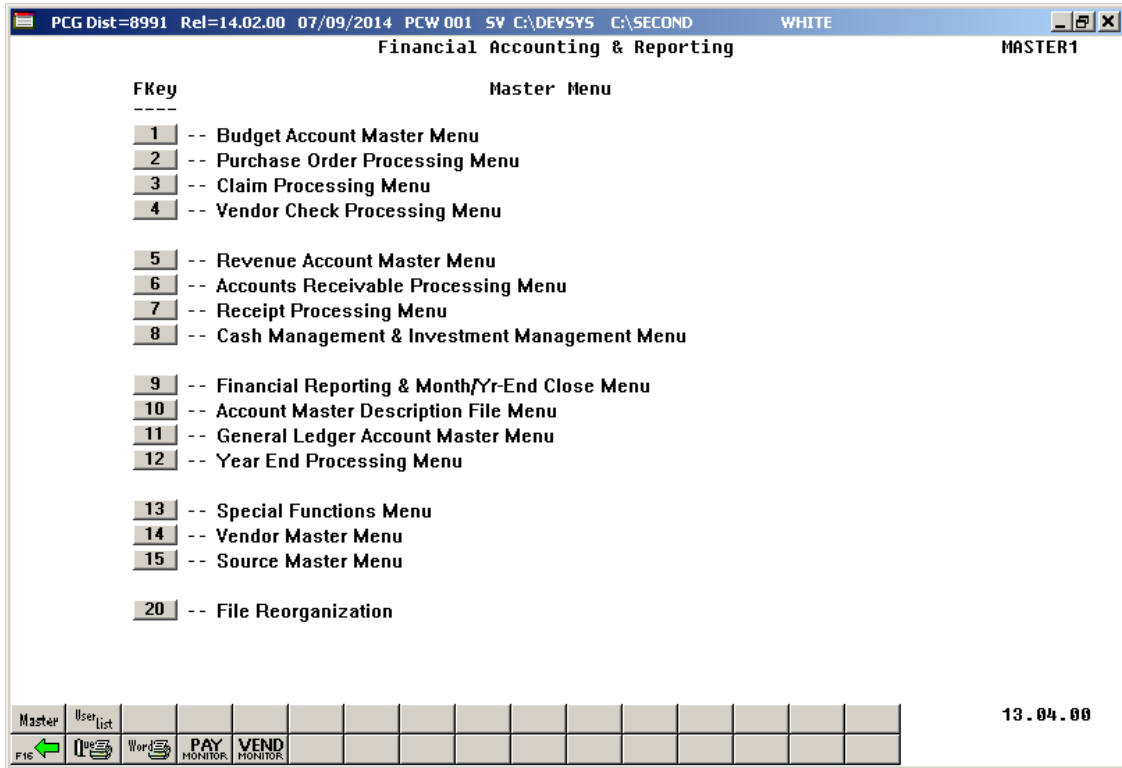 PCG Dist=8991 Rel=14.02.00 07/09/2014 PCW 001 SV C:\DEVSYS C:\SECOND WHITE
Financial Accounting & Reporting MASTER1
FKey Master Menu
----
1 -- Budget Account Master Menu
2 -- Purchase Order Processing Menu
3 -- Claim Processing Menu
4 -- Vendor Check Processing Menu
5 -- Revenue Account Master Menu
6 -- Accounts Receivable Processing Menu
7 -- Receipt Processing Menu
8 -- Cash Management & Investment Management Menu
9 -- Financial Reporting & Month/Yr-End Close Menu
10 -- Account Master Description File Menu
11 -- General Ledger Account Master Menu
12 -- Year End Processing Menu
13 -- Special Functions Menu
14 -- Vendor Master Menu
15 -- Source Master Menu
20 -- File Reorganization
Master User List 13.04.00
F16 Que Word PAY MONITOR VEND MONITOR